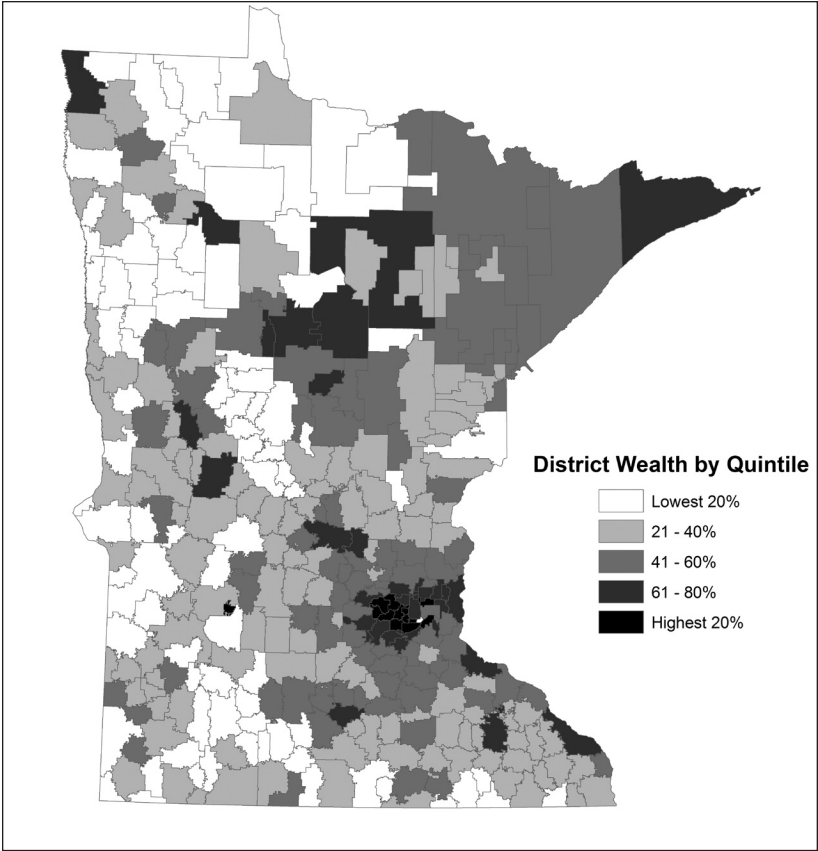 District Wealth by Quintile
Lowest 20%
21 - 40%
41 - 60%
61 - 80%
Highest 20%